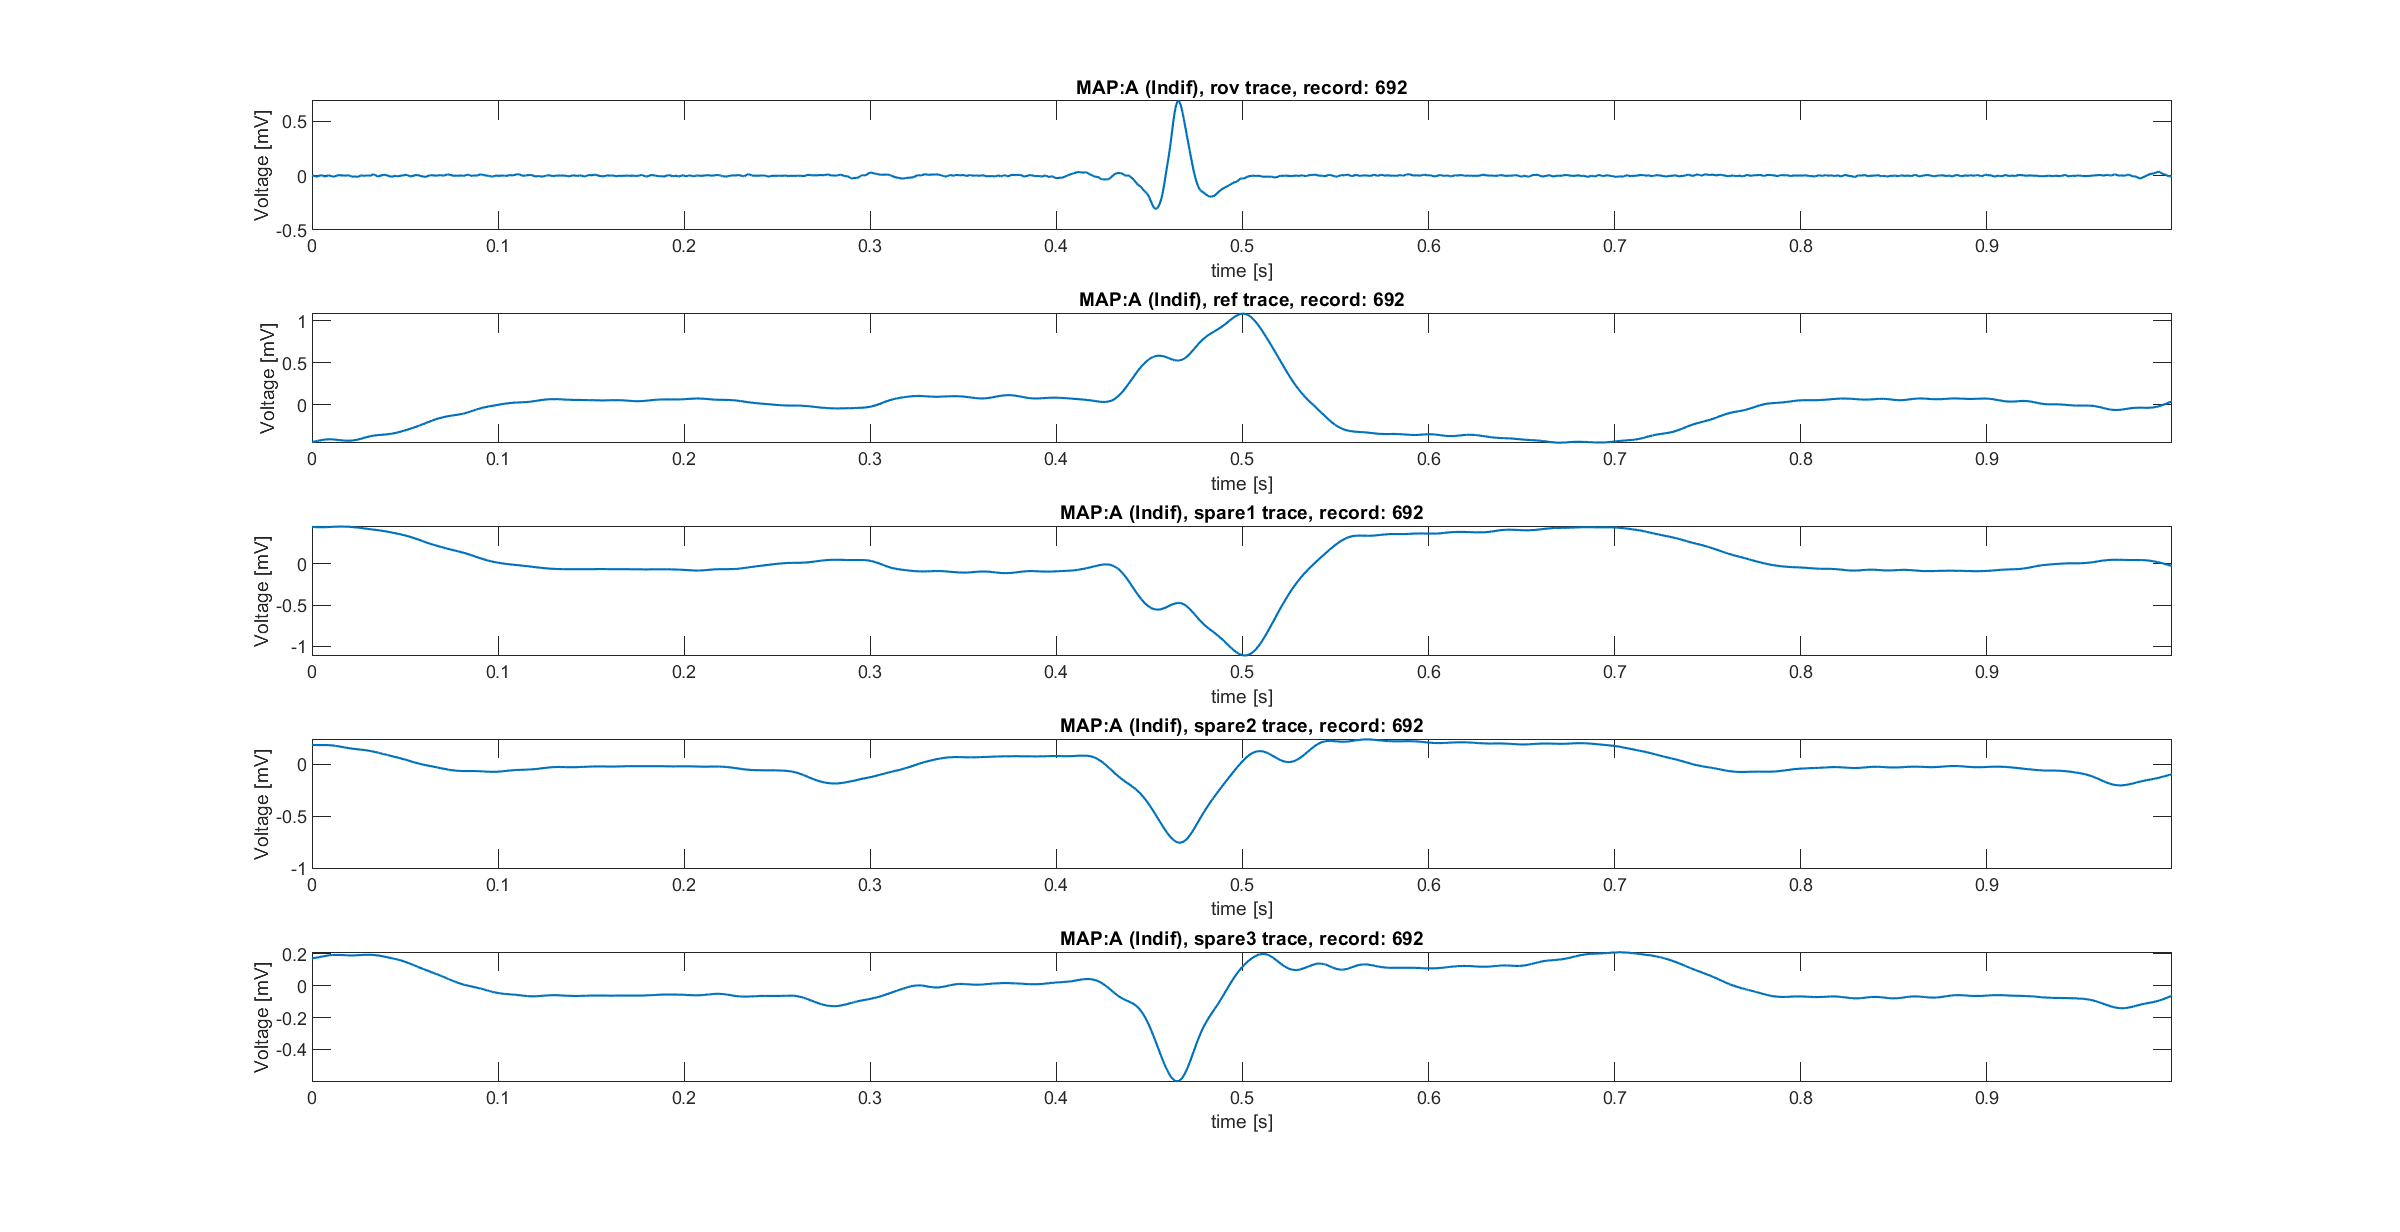 MAP:A (Indif), rov trace, record: 692
Voltage [mV]
0.5
0
-0.5
0 0.1 0.2 0.3 0.4 0.5 0.6 0.7 0.8 0.9
time [s]
MAP:A (Indif), ref trace, record: 692
Voltage [mV]
1
0.5
0
0 0.1 0.2 0.3 0.4 0.5 0.6 0.7 0.8 0.9
time [s]
MAP:A (Indif), spare1 trace, record: 692
Voltage [mV]
0
-0.5
-1
0 0.1 0.2 0.3 0.4 0.5 0.6 0.7 0.8 0.9
time [s]
MAP:A (Indif), spare2 trace, record: 692
Voltage [mV]
0
-0.5
-1
0 0.1 0.2 0.3 0.4 0.5 0.6 0.7 0.8 0.9
time [s]
MAP:A (Indif), spare3 trace, record: 692
Voltage [mV]
0.2
0
-0.2
-0.4
0 0.1 0.2 0.3 0.4 0.5 0.6 0.7 0.8 0.9
time [s]